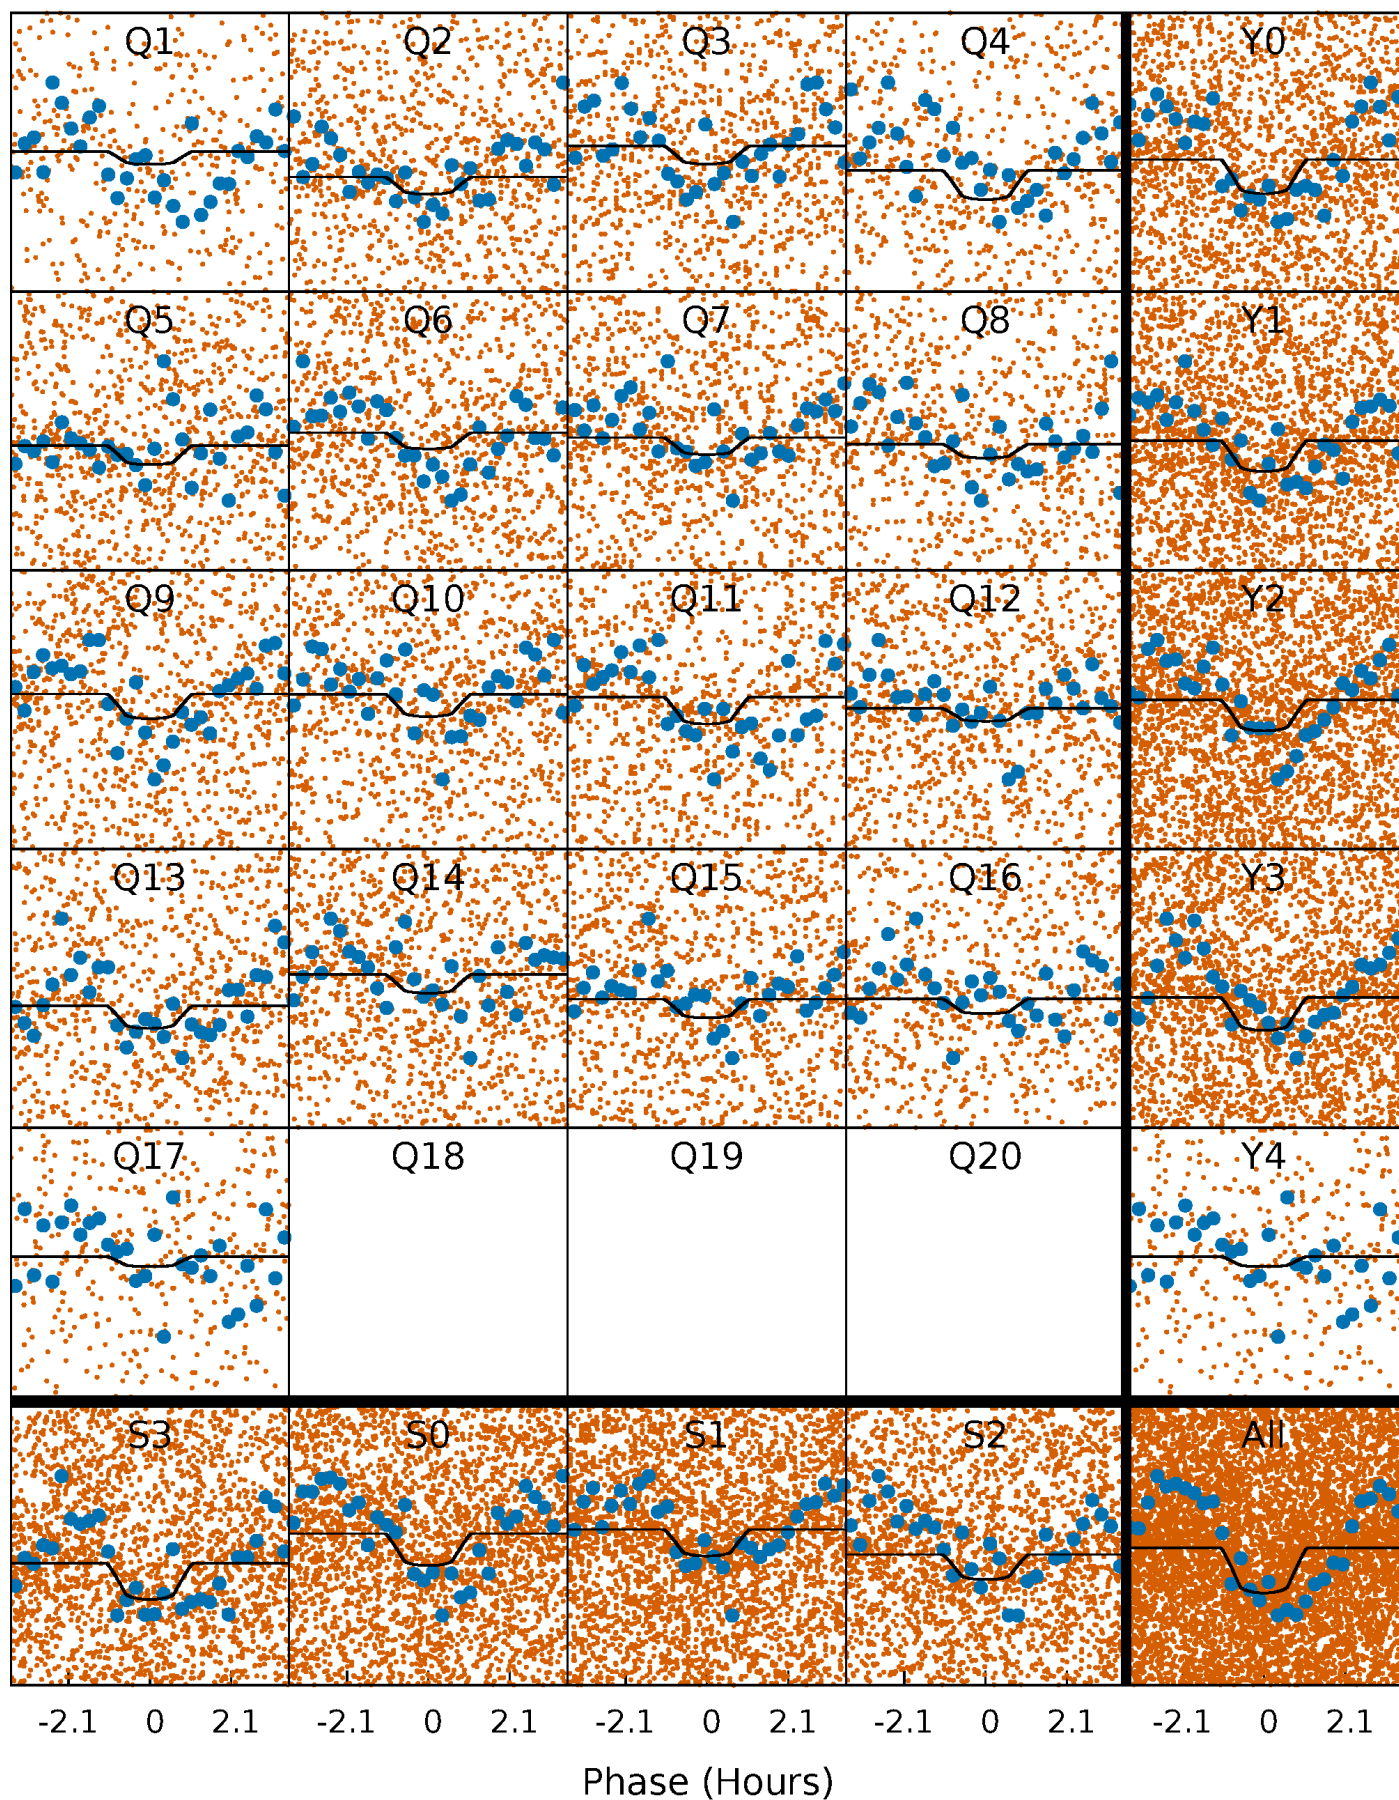 Q1 Q2 Q3 Q4 Y0
Q5 Q6 Q7 Q8 Y1
Q9 Q10 Q11 Q12 Y2
Q13 Q14 Q15 Q16 Y3
Q17 Q18 Q19 Q20 Y4
S3 S0 S1 S2 All
-2.1 0 2.1 -2.1 0 2.1 -2.1 0 2.1 -2.1 0 2.1 -2.1 0 2.1
Phase (Hours)